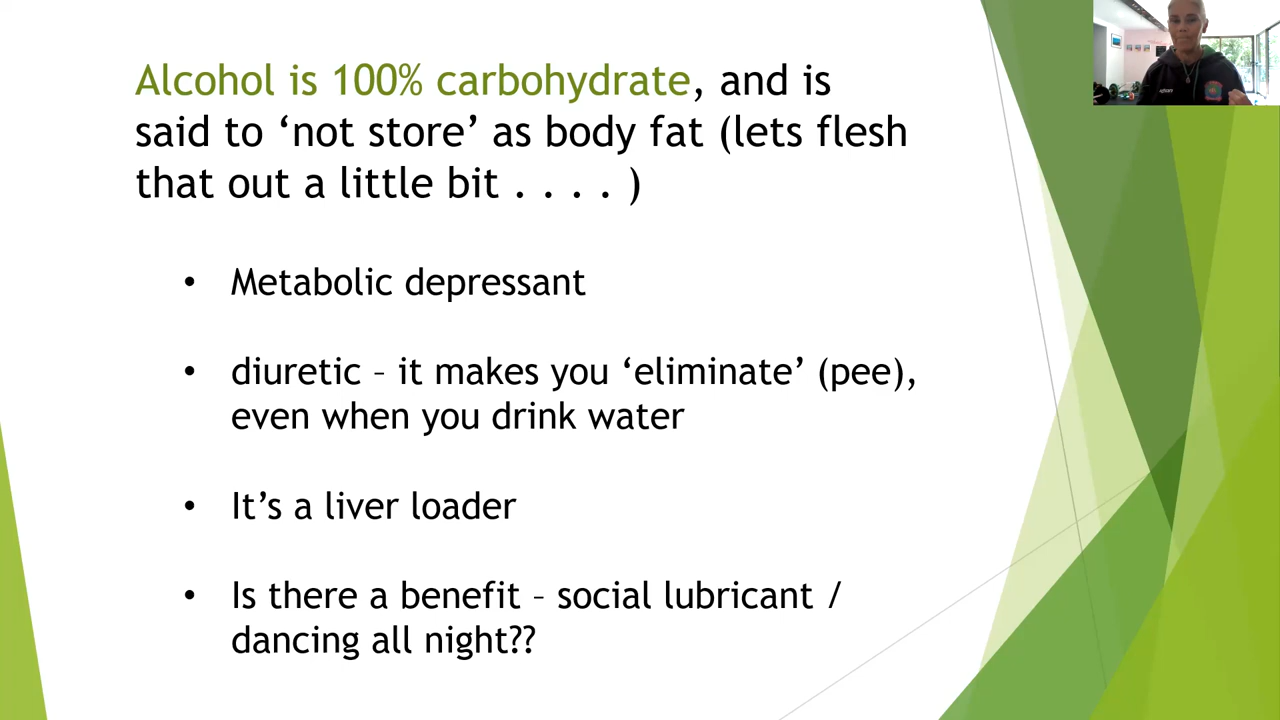 Alcohol is 100% carbohydrate, and is
said to ‘not store’ as body fat (lets flesh
that out a little bit . . . . )
• Metabolic depressant
• diuretic – it makes you ‘eliminate’ (pee),
even when you drink water
• It’s a liver loader
• Is there a benefit – social lubricant /
dancing all night??